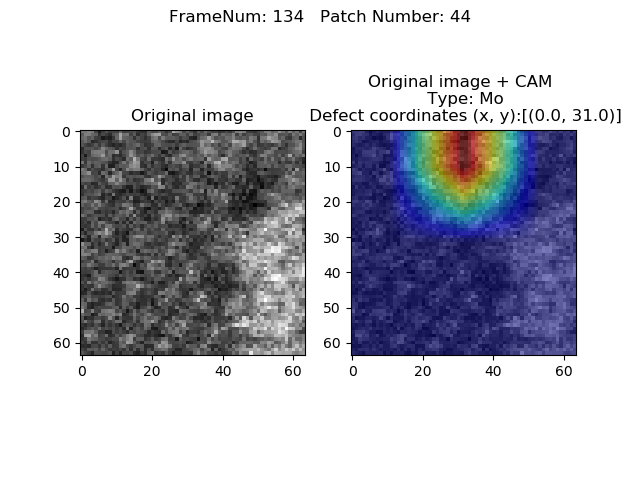 FrameNum: 134   Patch Number: 44
Original image
Original image + CAM
Type: Mo
Defect coordinates (x, y):[(0.0, 31.0)]
0
10
20
30
40
50
60
0 20 40 60
0
10
20
30
40
50
60
0 20 40 60